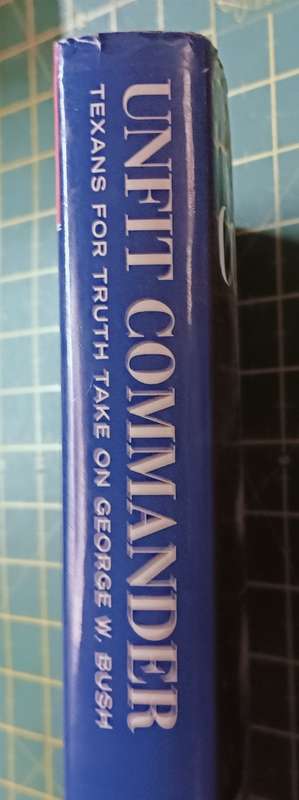 UNFIT COMMANDER
TEXANS FOR TRUTH TAKE ON GEORGE W. BUSH